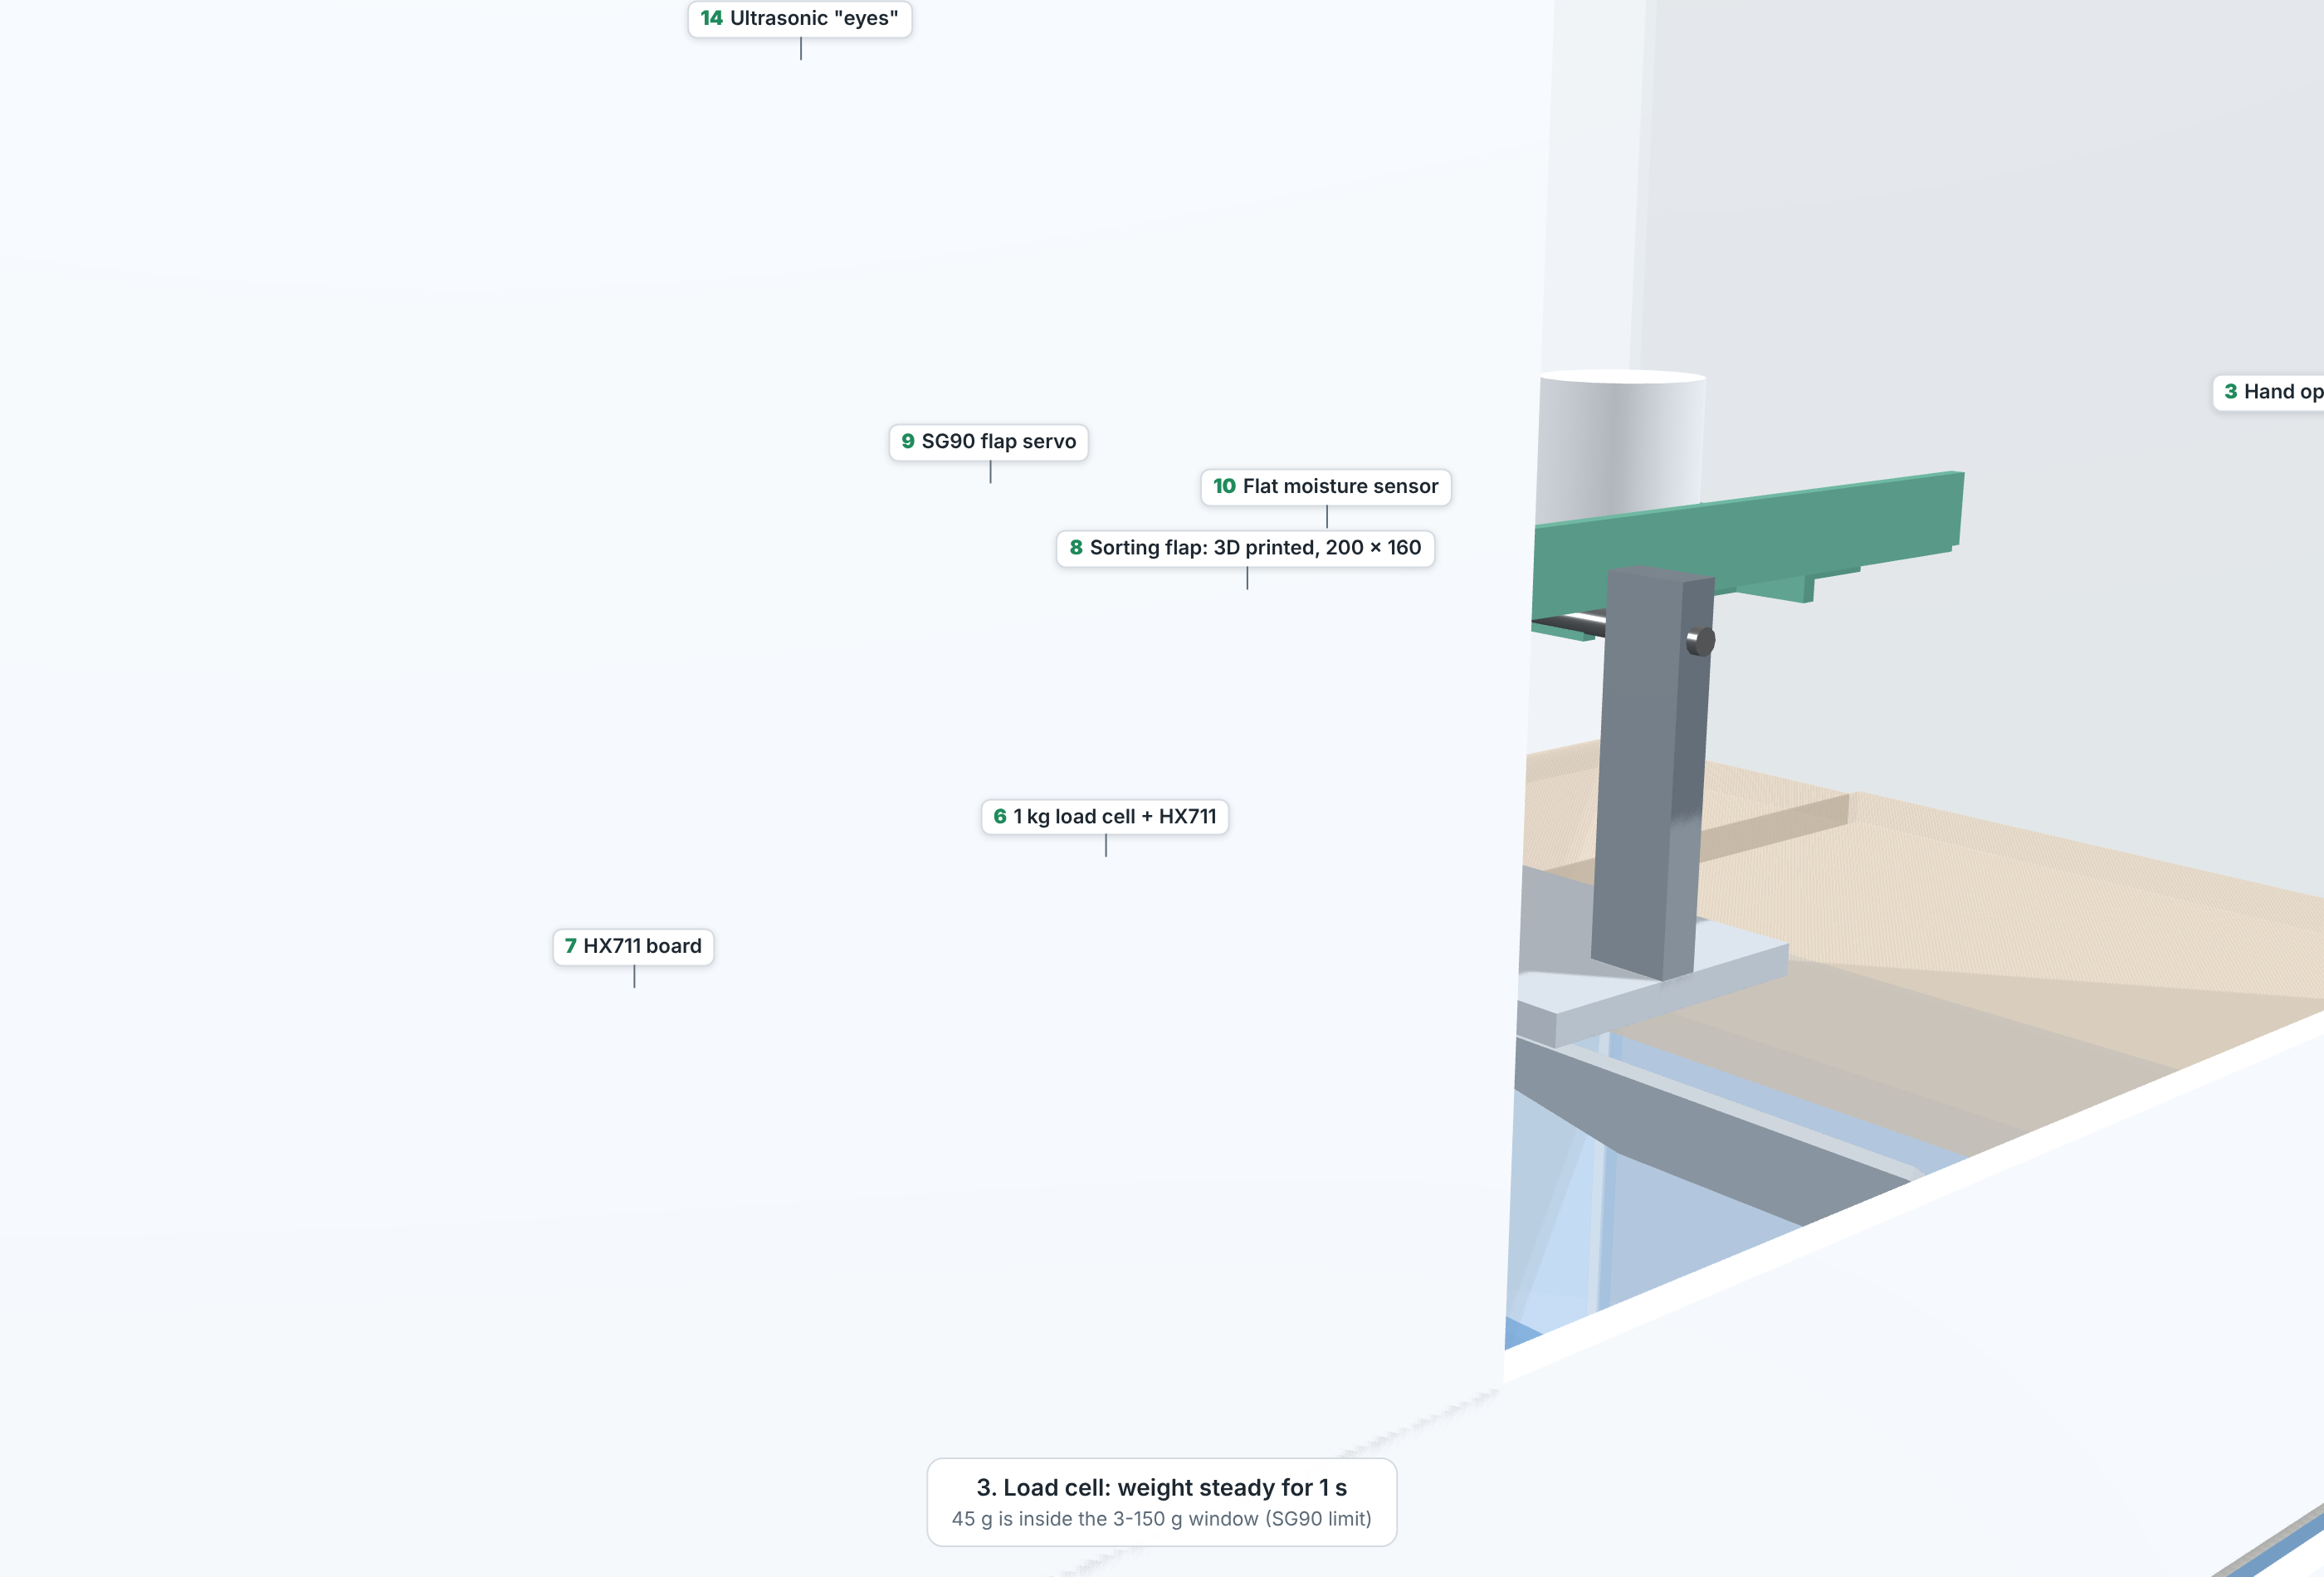 14 Ultrasonic "eyes"
3 Hand op
9 SG90 flap servo
10 Flat moisture sensor
8 Sorting flap: 3D printed, 200 × 160
6 1 kg load cell + HX711
7 HX711 board
3. Load cell: weight steady for 1 s
45 g is inside the 3-150 g window (SG90 limit)